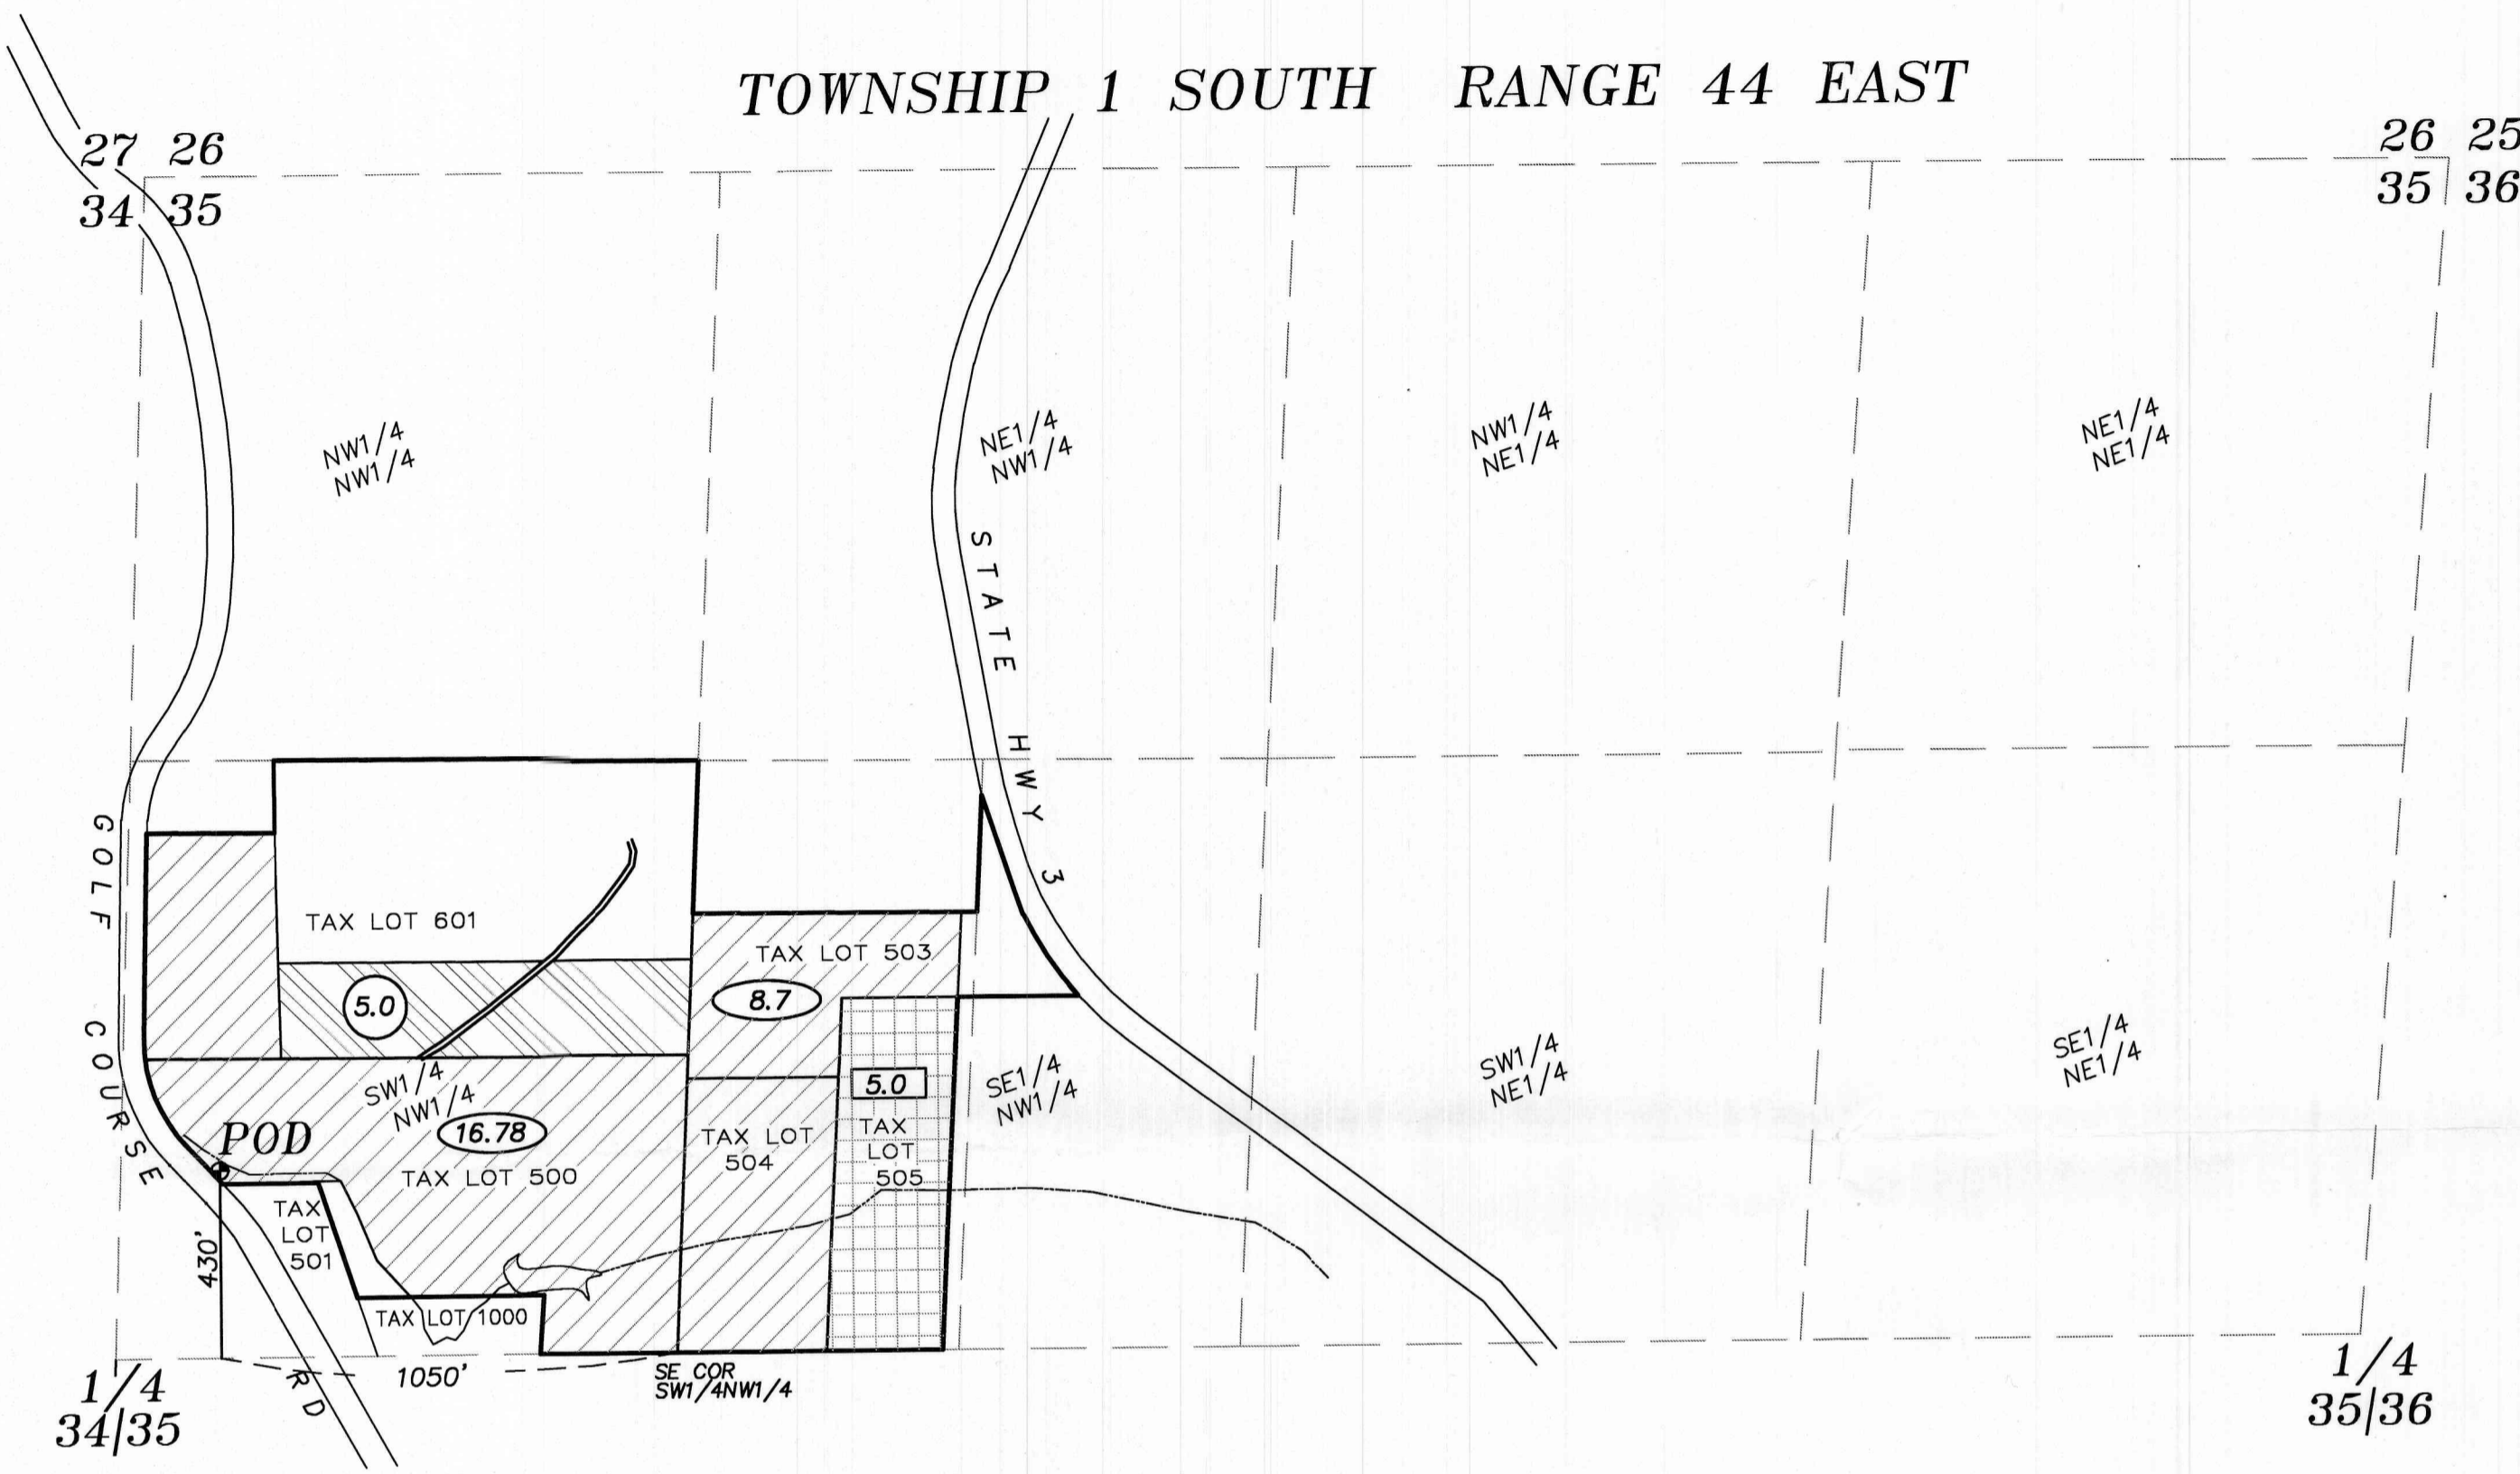 TOWNSHIP 1 SOUTH RANGE 44 EAST
27 26
34 35
26 25
35 36
NW1/4
NW1/4
NE1/4
NW1/4
NW1/4
NE1/4
NE1/4
NE1/4
STATE HWY 3
GOLF COURSE RD
TAX LOT 601
5.0
TAX LOT 503
8.7
SW1/4
NW1/4
16.78
TAX LOT 500
POD
TAX LOT
504
5.0
TAX
LOT
505
SE1/4
NW1/4
SW1/4
NE1/4
SE1/4
NE1/4
TAX
LOT
501
430'
TAX LOT 1000
1050'
SE COR
SW1/4NW1/4
1/4
34|35
1/4
35|36